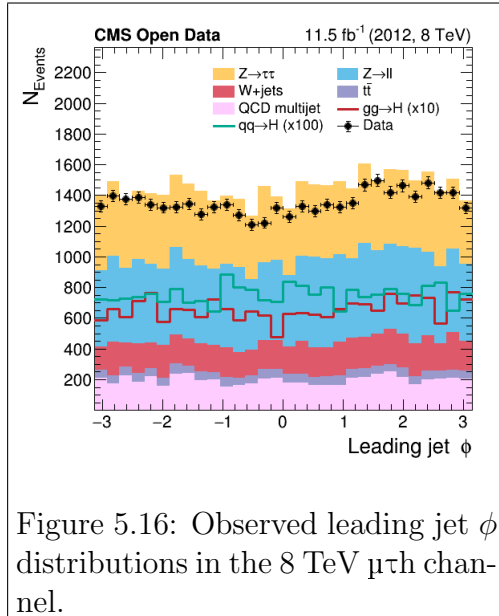 CMS Open Data 11.5 fb⁻¹ (2012, 8 TeV)
N_Events
2200
2000
1800
1600
1400
1200
1000
800
600
400
200
Z→ττ Z→ll
W+jets tt̄
QCD multijet gg→H (x10)
qq→H (x100) Data
−3 −2 −1 0 1 2 3
Leading jet ϕ
Figure 5.16: Observed leading jet ϕ
distributions in the 8 TeV μτh chan-
nel.